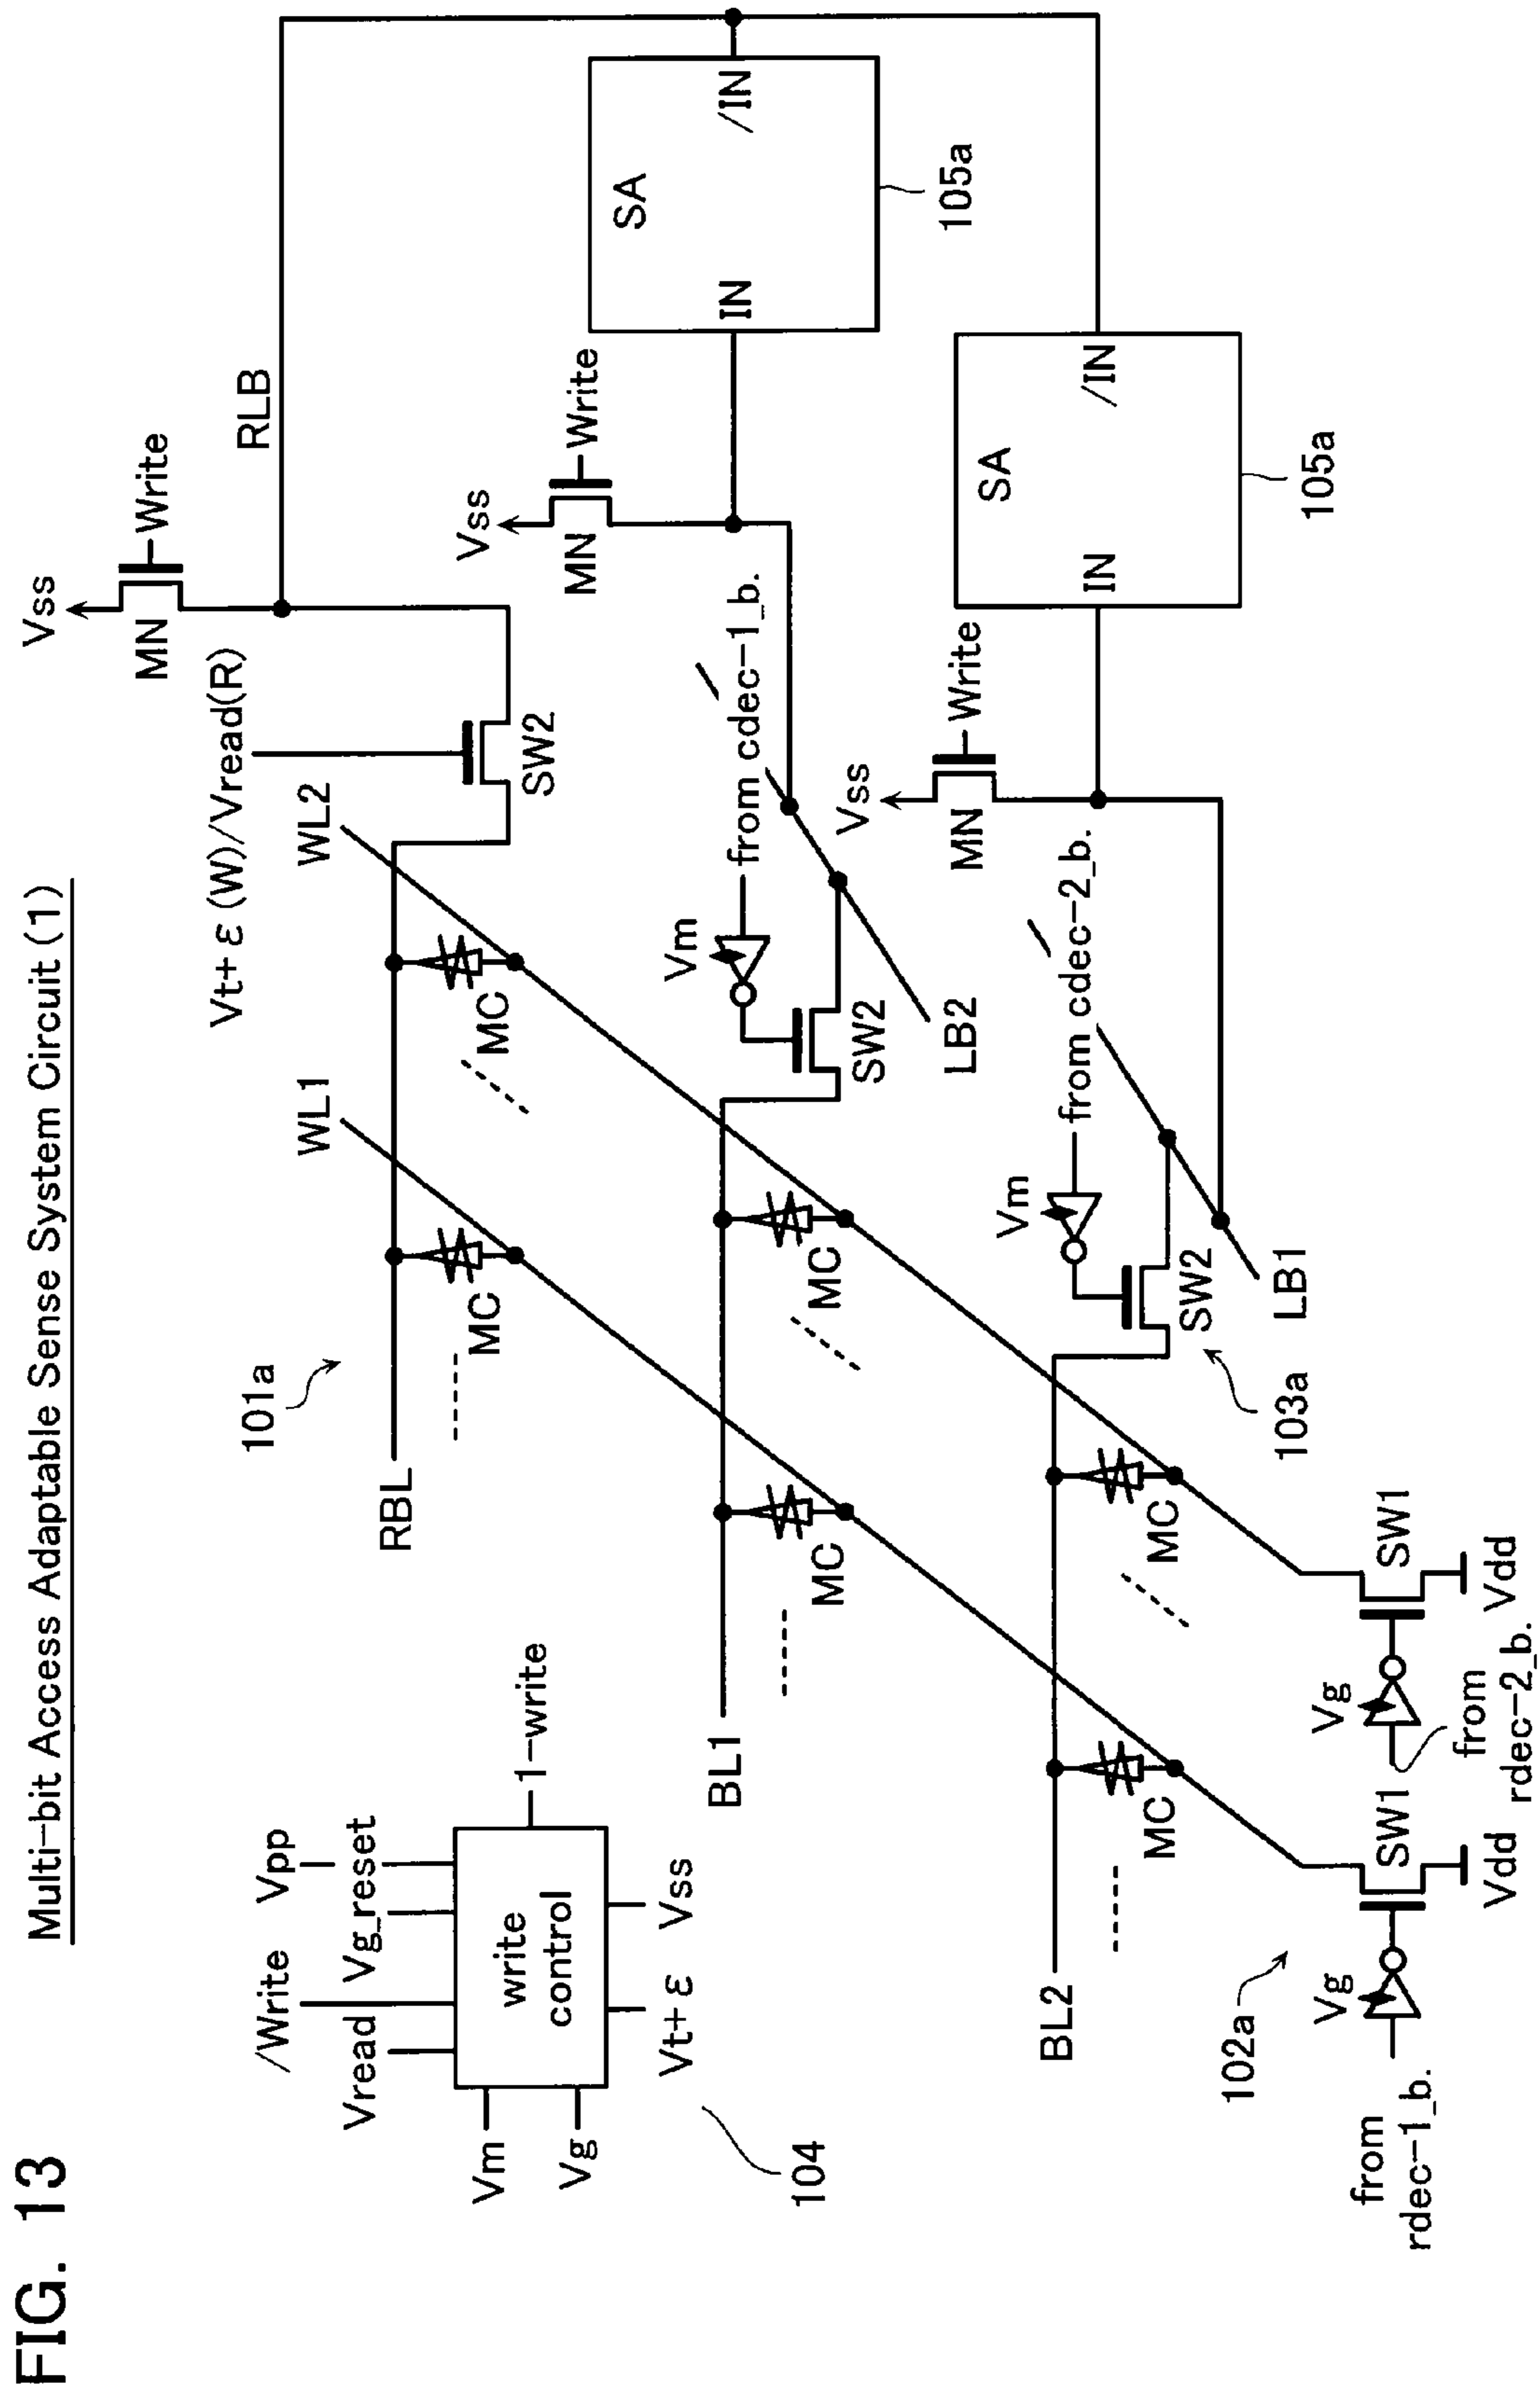 FIG. 13
Multi-bit Access Adaptable Sense System Circuit (1)
/Write
Vpp
Vread
Vg_reset
Vm
Vg
write
control
1-write
Vt+ε
Vss
104
101a
RBL
WL1
WL2
MC
MC
Vt+ε(W)/Vread(R)
SW2
Vss
MN
Write
RLB
BL1
MC
MC
Vm
from cdec-1_b.
SW2
LB2
Vss
MN
Write
SA
IN
/IN
105a
BL2
MC
MC
Vm
from cdec-2_b.
SW2
103a
LB1
Vss
MN
Write
SA
IN
/IN
105a
102a
Vg
from
rdec-1_b.
SW1
Vdd
Vg
from
rdec-2_b.
SW1
Vdd